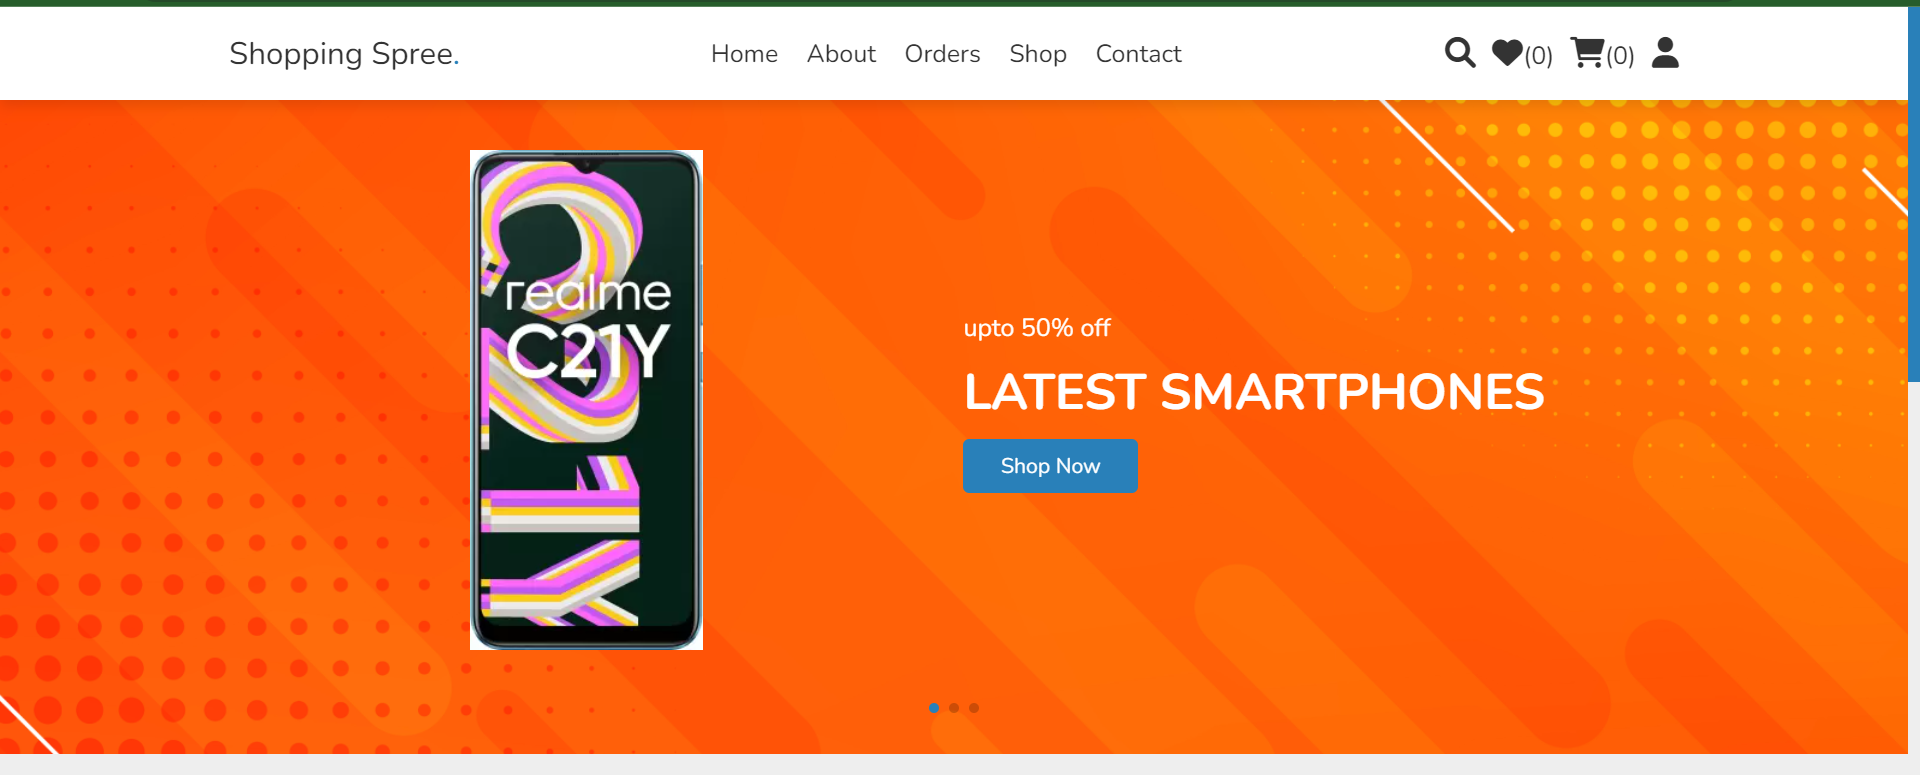 Shopping Spree.
Home About Orders Shop Contact
(0) (0)
realme
C21Y
upto 50% off
LATEST SMARTPHONES
Shop Now